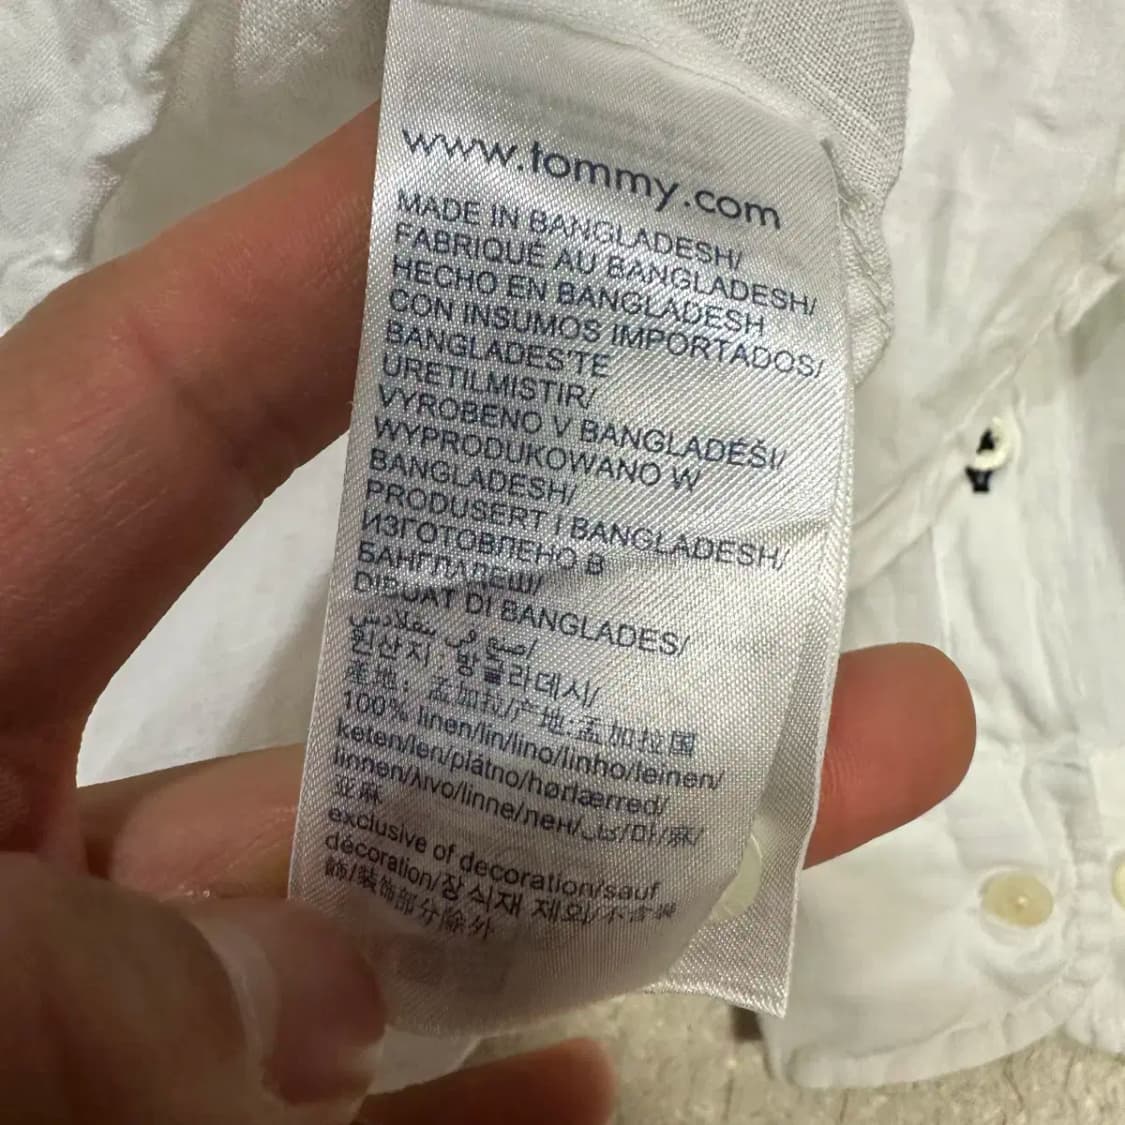 www.tommy.com
MADE IN BANGLADESH/
FABRIQUÉ AU BANGLADESH/
HECHO EN BANGLADESH
CON INSUMOS IMPORTADOS/
BANGLADES'TE
ÜRETILMISTIR/
VYROBENO V BANGLADÉŠI/
WYPRODUKOWANO W
BANGLADESH/
PRODUSERT I BANGLADESH/
ИЗГОТОВЛЕНО В
БАНГЛАДЕШ/
DIBUAT DI BANGLADES/
صنع في بنغلادس/
원산지: 방글라데시/
產地: 孟加拉/产地:孟加拉国
100% linen/lin/lino/linho/leinen/
keten/len/plátno/hørlærred/
linnen/λινο/linne/лен/كتان/마/麻/
亚麻
exclusive of decoration/sauf
décoration/장식재 제외/不含裝
飾/装饰部分除外